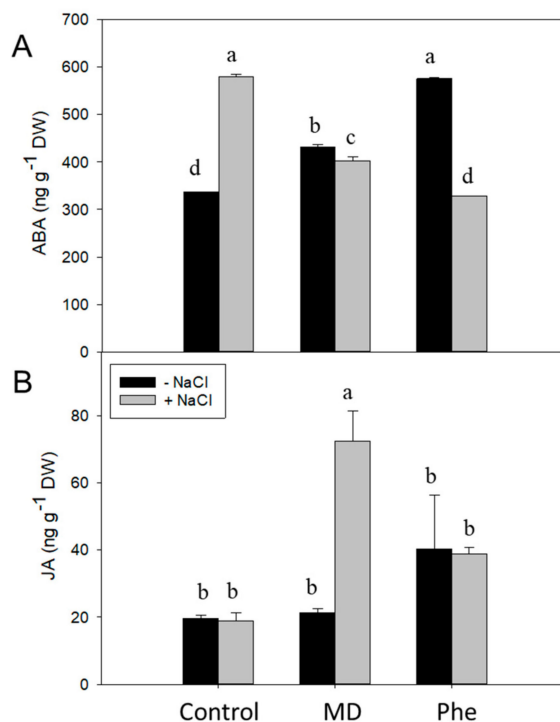 A
ABA (ng g⁻¹ DW)
700
600
500
400
300
200
100
0
d
a
b
c
a
d
B
- NaCl
+ NaCl
JA (ng g⁻¹ DW)
80
60
40
20
0
b
b
b
a
b
b
Control MD Phe